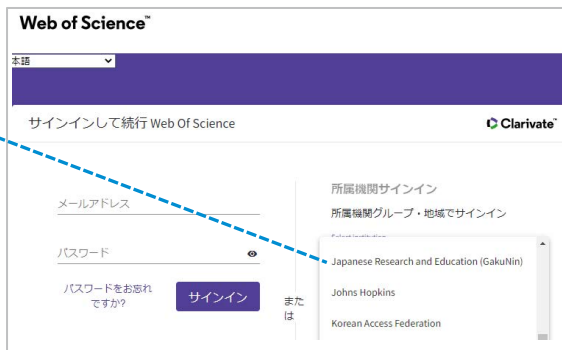 Web of Science™
本語
サインインして続行 Web Of Science
Clarivate™
メールアドレス
パスワード
パスワードをお忘れ
ですか?
サインイン
また
は
所属機関サインイン
所属機関グループ・地域でサインイン
Select institution
Japanese Research and Education (GakuNin)
Johns Hopkins
Korean Access Federation